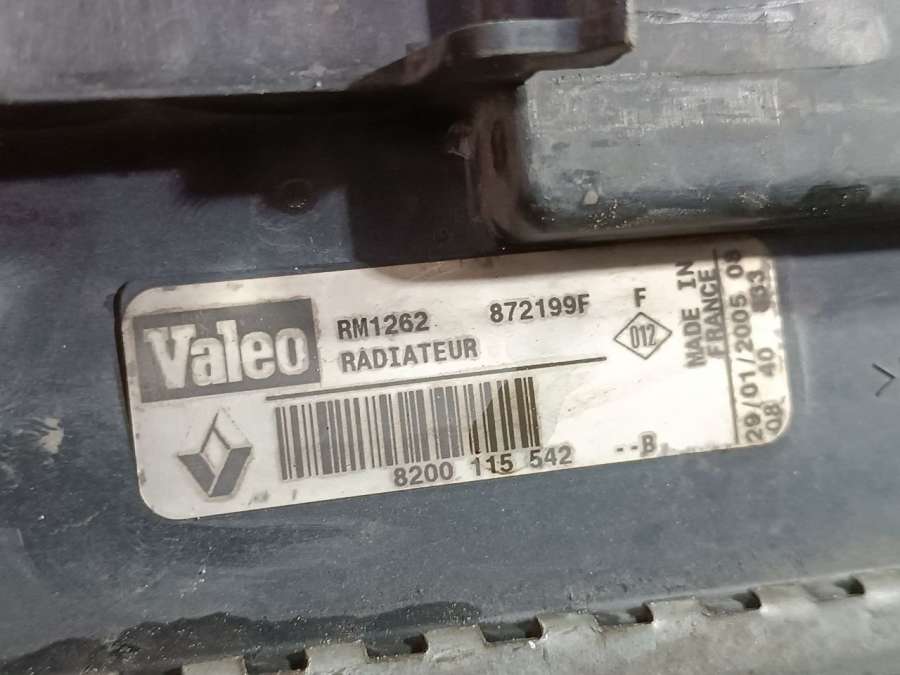 Valeo
RM1262 872199F F
RADIATEUR 012
8200 115 542 --B
MADE IN
FRANCE
29/01/2005 08
08 40